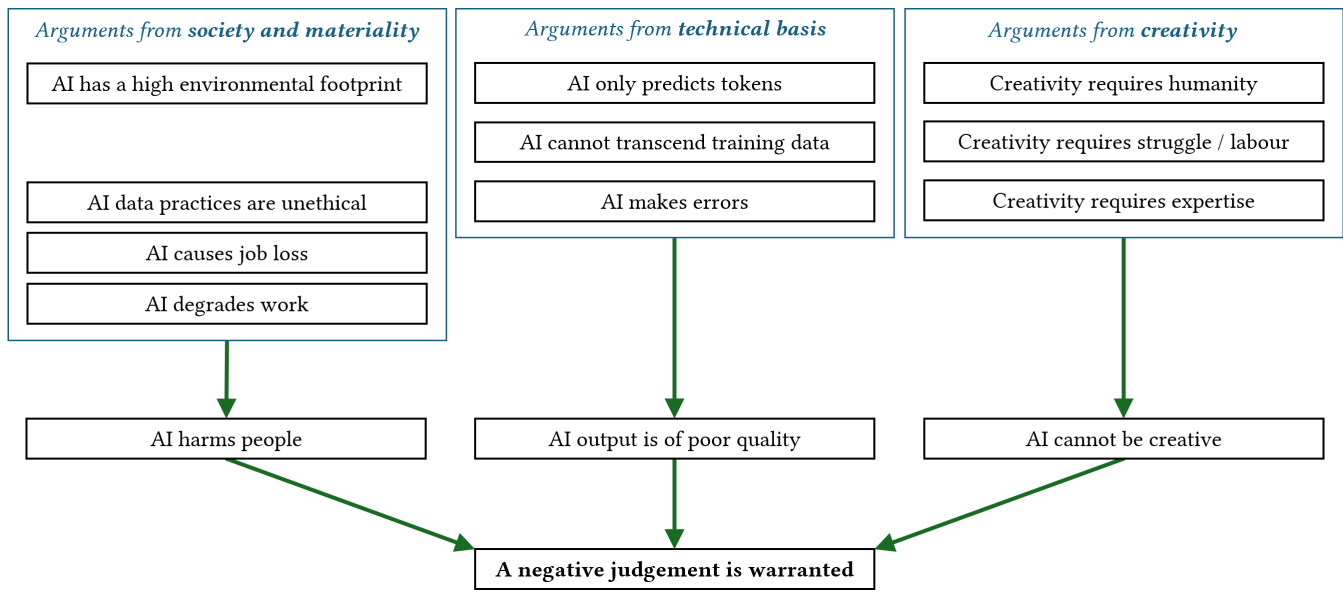 Arguments from society and materiality
AI has a high environmental footprint
AI data practices are unethical
AI causes job loss
AI degrades work
Arguments from technical basis
AI only predicts tokens
AI cannot transcend training data
AI makes errors
Arguments from creativity
Creativity requires humanity
Creativity requires struggle / labour
Creativity requires expertise
AI harms people
AI output is of poor quality
AI cannot be creative
A negative judgement is warranted